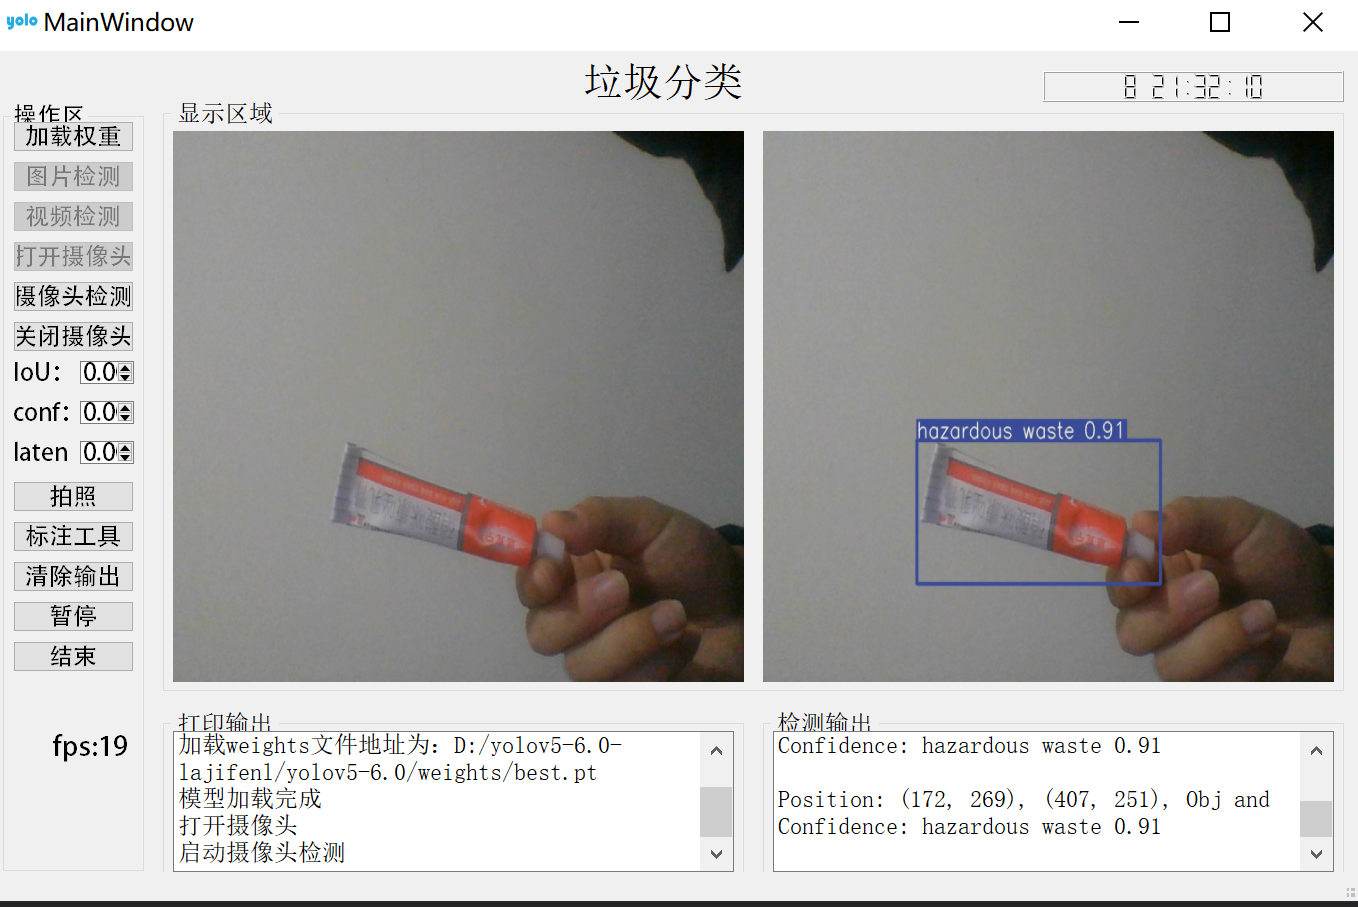 yolo MainWindow
垃圾分类
8 21:32:10
操作区
加载权重
图片检测
视频检测
打开摄像头
摄像头检测
关闭摄像头
IoU: 0.0
conf: 0.0
laten 0.0
拍照
标注工具
清除输出
暂停
结束
fps:19
显示区域
hazardous waste 0.91
打印输出
加载weights文件地址为: D:/yolov5-6.0-
lajifenl/yolov5-6.0/weights/best.pt
模型加载完成
打开摄像头
启动摄像头检测
检测输出
Confidence: hazardous waste 0.91
Position: (172, 269), (407, 251), Obj and
Confidence: hazardous waste 0.91